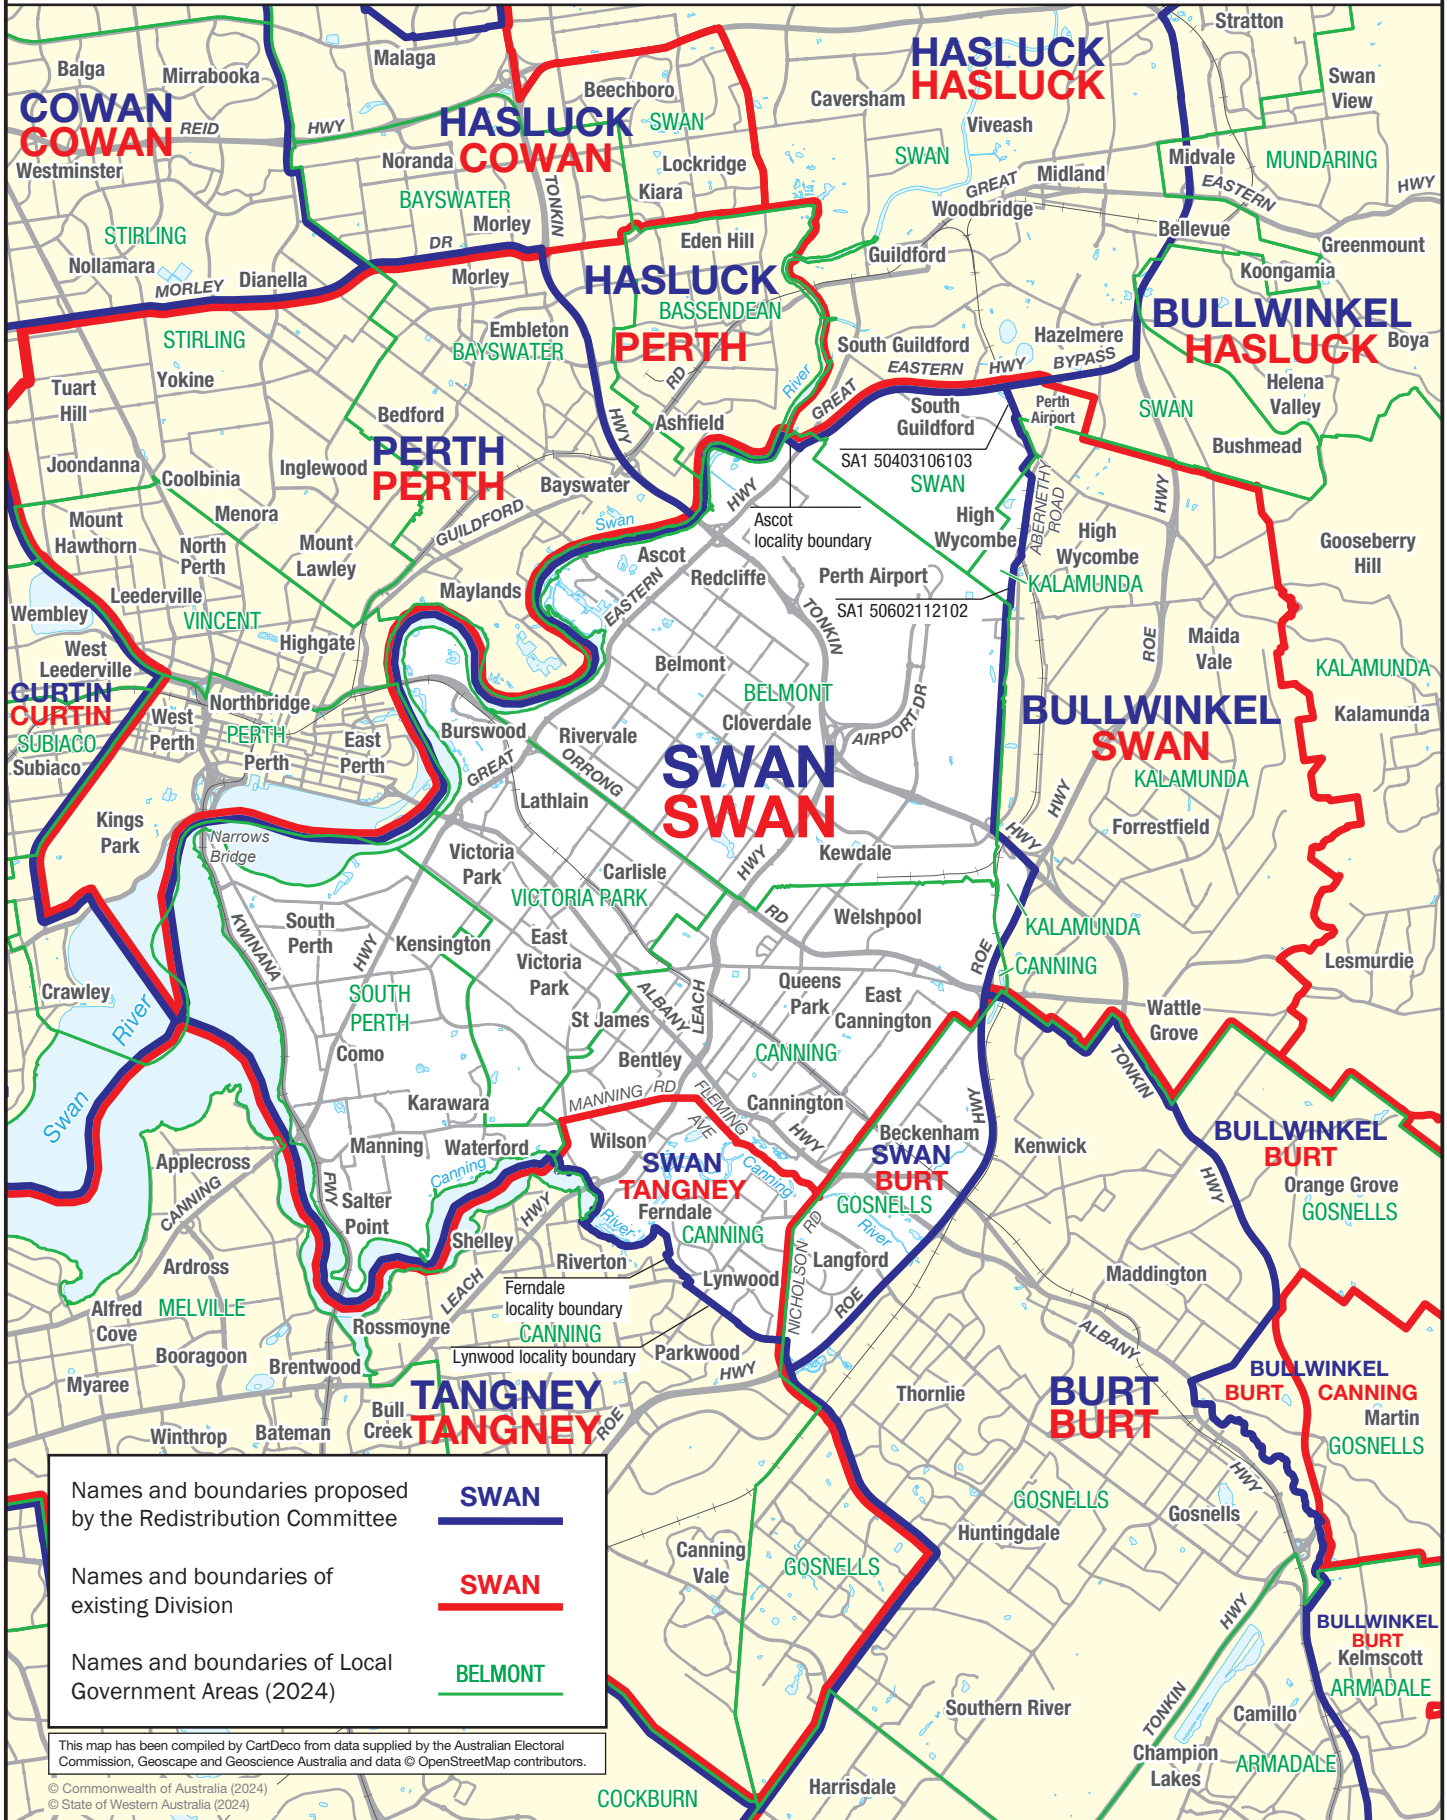 Stratton
Malaga
HASLUCK
HASLUCK
Balga
Mirrabooka
Swan
View
Beechboro
Caversham
COWAN
COWAN
REID
HWY
HASLUCK
COWAN
SWAN
Viveash
Westminster
Noranda
Lockridge
SWAN
Midland
Midvale
MUNDARING
BAYSWATER
TONKIN
Kiara
GREAT
EASTERN
HWY
Woodbridge
STIRLING
Morley
DR
Eden Hill
Bellevue
Greenmount
Nollamara
MORLEY
Dianella
Morley
HASLUCK
Guildford
Koongamia
BASSENDEAN
BULLWINKEL
HASLUCK
STIRLING
Embleton
BAYSWATER
PERTH
South Guildford
Hazelmere
Boya
EASTERN
HWY
BYPASS
Tuart
Hill
Yokine
RD
River
GREAT
Helena
Valley
Bedford
HWY
Ashfield
South
Guildford
Perth
Airport
SWAN
PERTH
PERTH
Bushmead
Joondanna
Coolbinia
Inglewood
SA1 50403106103
SWAN
Bayswater
HWY
ABERNETHY
ROAD
HWY
Menora
Mount
Hawthorn
North
Perth
Mount
Lawley
GUILDFORD
Swan
Ascot
locality boundary
High
Wycombe
High
Wycombe
Gooseberry
Hill
Ascot
EASTERN
Redcliffe
Perth Airport
KALAMUNDA
Leederville
Maylands
Wembley
VINCENT
SA1 50602112102
TONKIN
Highgate
West
Leederville
ROE
Maida
Vale
Belmont
KALAMUNDA
CURTIN
CURTIN
Northbridge
BELMONT
Cloverdale
AIRPORT DR
BULLWINKEL
SWAN
Kalamunda
SUBIACO
Subiaco
West
Perth
PERTH
Perth
East
Perth
Burswood
GREAT
Rivervale
ORRONG
SWAN
SWAN
KALAMUNDA
Lathlain
HWY
Kings
Park
Narrows
Bridge
Forrestfield
HWY
Victoria
Park
Carlisle
HWY
Kewdale
VICTORIA PARK
RD
Welshpool
KALAMUNDA
KWINANA
South
Perth
HWY
Kensington
East
Victoria
Park
ROE
CANNING
Lesmurdie
Crawley
River
SOUTH
PERTH
ALBANY
LEACH
Queens
Park
East
Cannington
Wattle
Grove
St James
Como
Bentley
CANNING
TONKIN
Swan
MANNING RD
FLEMING
AVE
Cannington
HWY
HWY
Karawara
Manning
Waterford
Wilson
Beckenham
Kenwick
BULLWINKEL
BURT
Applecross
CANNING
FWY
Canning
SWAN
TANGNEY
Canning
SWAN
BURT
HWY
Orange Grove
GOSNELLS
Salter
Point
HWY
Ferndale
GOSNELLS
River
CANNING
RD
River
Shelley
Riverton
Langford
Ardross
LEACH
Lynwood
Maddington
NICHOLSON
Ferndale
locality boundary
Alfred
Cove
MELVILLE
ROE
Rossmoyne
CANNING
ALBANY
Booragoon
Lynwood locality boundary
Parkwood
Brentwood
HWY
BULLWINKEL
BURT
CANNING
Myaree
Thornlie
TANGNEY
TANGNEY
BURT
BURT
Martin
Winthrop
Bateman
Bull
Creek
ROE
GOSNELLS
Names and boundaries proposed
by the Redistribution Committee
SWAN
HWY
GOSNELLS
Gosnells
Huntingdale
Canning
Vale
GOSNELLS
Names and boundaries of
existing Division
SWAN
HWY
BULLWINKEL
BURT
Kelmscott
ARMADALE
Names and boundaries of Local
Government Areas (2024)
BELMONT
Southern River
TONKIN
Camillo
This map has been compiled by CartDeco from data supplied by the Australian Electoral
Commission, Geoscape and Geoscience Australia and data © OpenStreetMap contributors.
Champion
Lakes
ARMADALE
© Commonwealth of Australia (2024)
© State of Western Australia (2024)
COCKBURN
Harrisdale